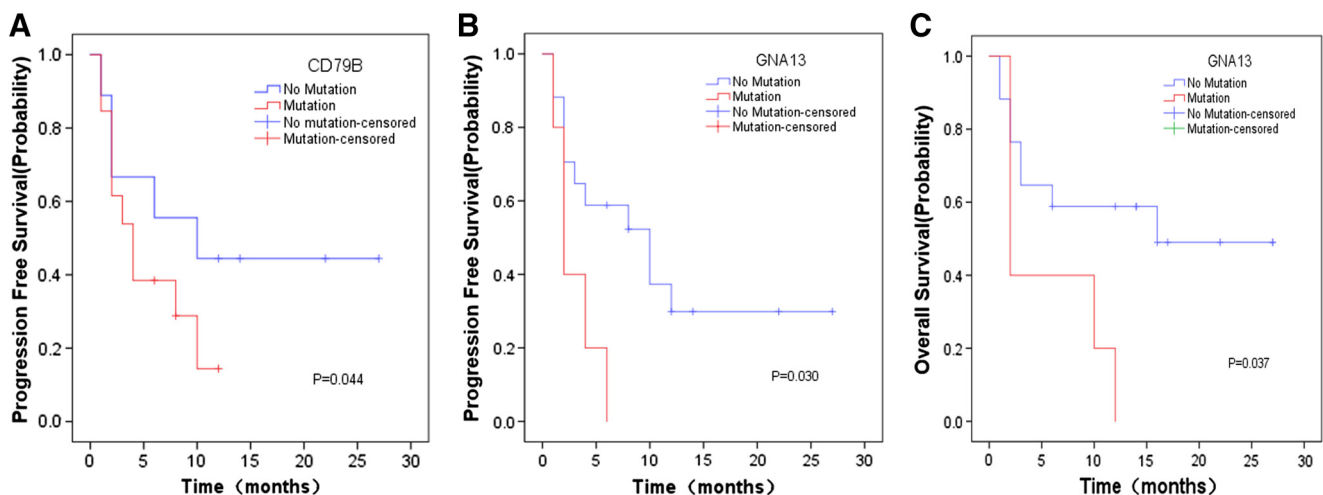 A
Progression Free Survival(Probability)
1.0
0.8
0.6
0.4
0.2
0.0
CD79B
No Mutation
Mutation
No mutation-censored
Mutation-censored
P=0.044
0 5 10 15 20 25 30
Time（months）
B
Progression Free Survival(Probability)
1.0
0.8
0.6
0.4
0.2
0.0
GNA13
No Mutation
Mutation
No Mutation-censored
Mutation-censored
P=0.030
0 5 10 15 20 25 30
Time（months）
C
Overall Survival(Probability)
1.0
0.8
0.6
0.4
0.2
0.0
GNA13
No Mutation
Mutation
No Mutation-censored
Mutation-censored
P=0.037
0 5 10 15 20 25 30
Time（months）